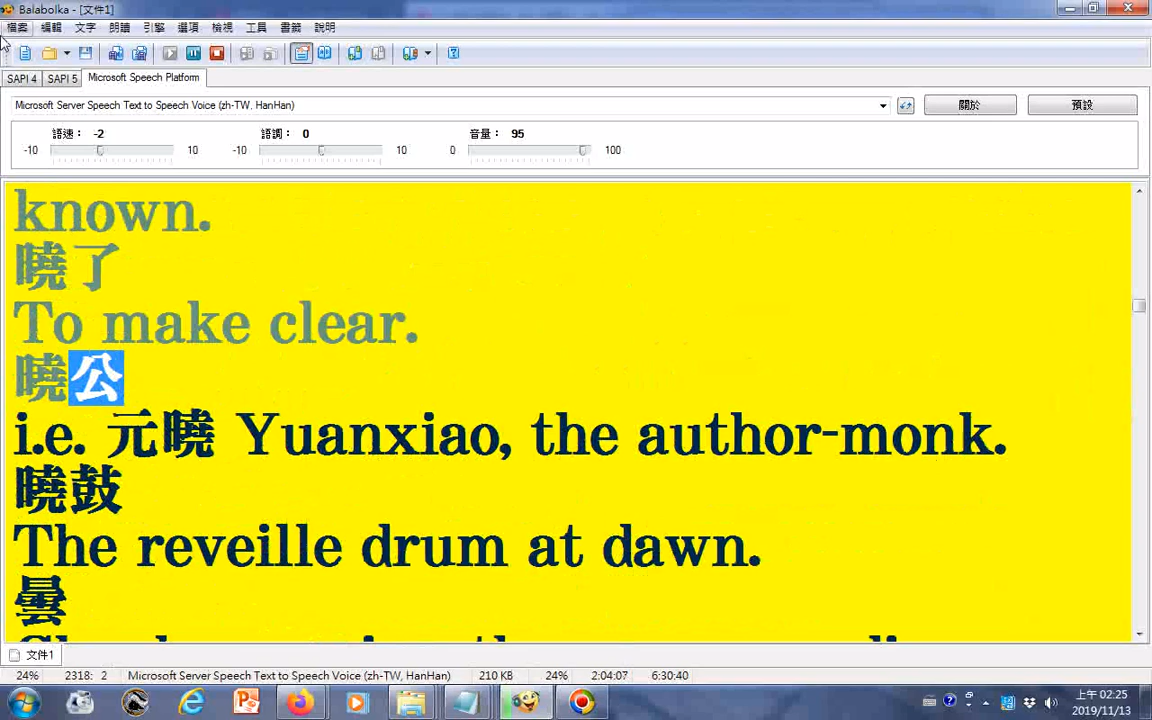 Balabolka - [文件1]
檔案 編輯 文字 朗讀 引擎 選項 檢視 工具 書籤 說明
SAPI 4 SAPI 5 Microsoft Speech Platform
Microsoft Server Speech Text to Speech Voice (zh-TW, HanHan) 關於 預設
語速： -2 語調： 0 音量： 95
-10 10 -10 10 0 100
known.
曉了
To make clear.
曉公
i.e. 元曉 Yuanxiao, the author-monk.
曉鼓
The reveille drum at dawn.
曇
文件1
24% 2318: 2 Microsoft Server Speech Text to Speech Voice (zh-TW, HanHan) 210 KB 24% 2:04:07 6:30:40
上午 02:25
2019/11/13